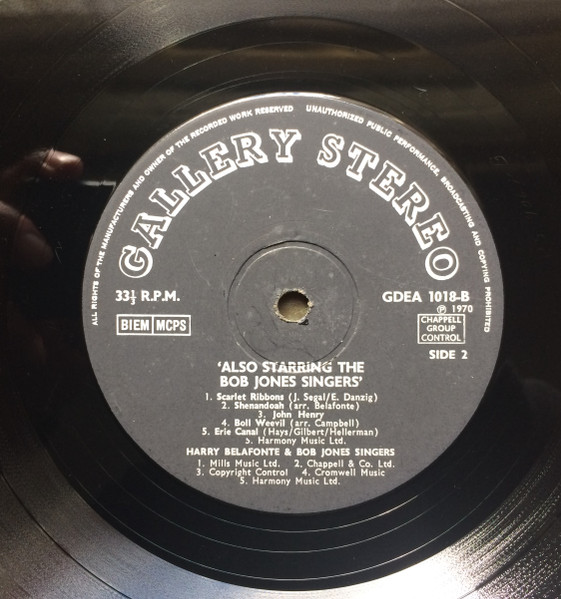 ALL RIGHTS OF THE MANUFACTURERS AND OWNER OF THE RECORDED WORK RESERVED UNAUTHORIZED PUBLIC PERFORMANCE, BROADCASTING AND COPYING PROHIBITED
GALLERY STEREO
33⅓ R.P.M.
GDEA 1018-B
℗ 1970
BIEM MCPS
CHAPPELL
GROUP
CONTROL
SIDE 2
'ALSO STARRING THE
BOB JONES SINGERS'
1. Scarlet Ribbons (J. Segal/E. Danzig)
2. Shenandoah (arr. Belafonte)
3. John Henry
4. Boll Weevil (arr. Campbell)
5. Erie Canal (Hays/Gilbert/Hellerman)
5. Harmony Music Ltd.
HARRY BELAFONTE & BOB JONES SINGERS
1. Mills Music Ltd. 2. Chappell & Co. Ltd.
3. Copyright Control 4. Cromwell Music
5. Harmony Music Ltd.